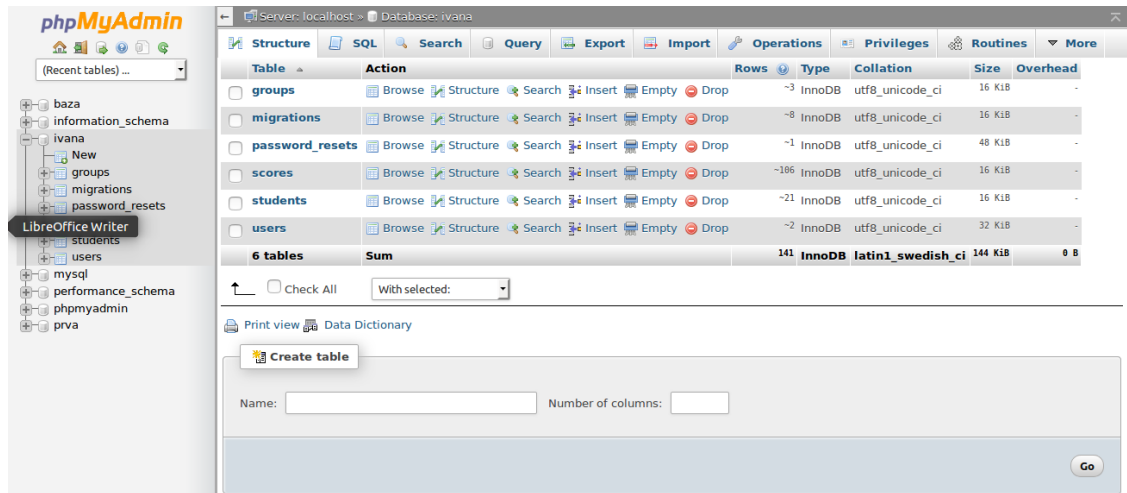 phpMyAdmin
(Recent tables) ...
baza
information_schema
ivana
New
groups
migrations
password_resets
LibreOffice Writer
students
users
mysql
performance_schema
phpmyadmin
prva
Server: localhost » Database: ivana
Structure SQL Search Query Export Import Operations Privileges Routines More
Table Action Rows Type Collation Size Overhead
groups Browse Structure Search Insert Empty Drop ~3 InnoDB utf8_unicode_ci 16 KiB -
migrations Browse Structure Search Insert Empty Drop ~8 InnoDB utf8_unicode_ci 16 KiB -
password_resets Browse Structure Search Insert Empty Drop ~1 InnoDB utf8_unicode_ci 48 KiB -
scores Browse Structure Search Insert Empty Drop ~106 InnoDB utf8_unicode_ci 16 KiB -
students Browse Structure Search Insert Empty Drop ~21 InnoDB utf8_unicode_ci 16 KiB -
users Browse Structure Search Insert Empty Drop ~2 InnoDB utf8_unicode_ci 32 KiB -
6 tables Sum 141 InnoDB latin1_swedish_ci 144 KiB 0 B
Check All With selected:
Print view Data Dictionary
Create table
Name: Number of columns:
Go